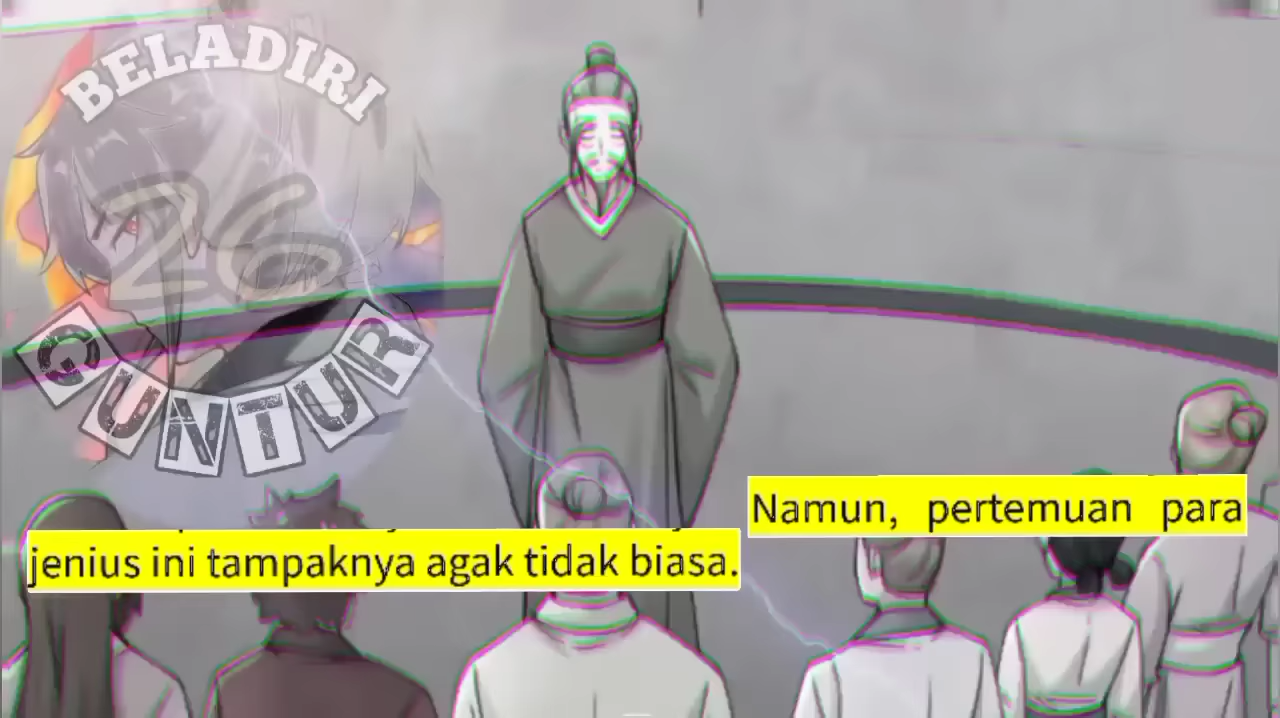 BELADIRI
26
GUNTUR
Namun, pertemuan para
jenius ini tampaknya agak tidak biasa.